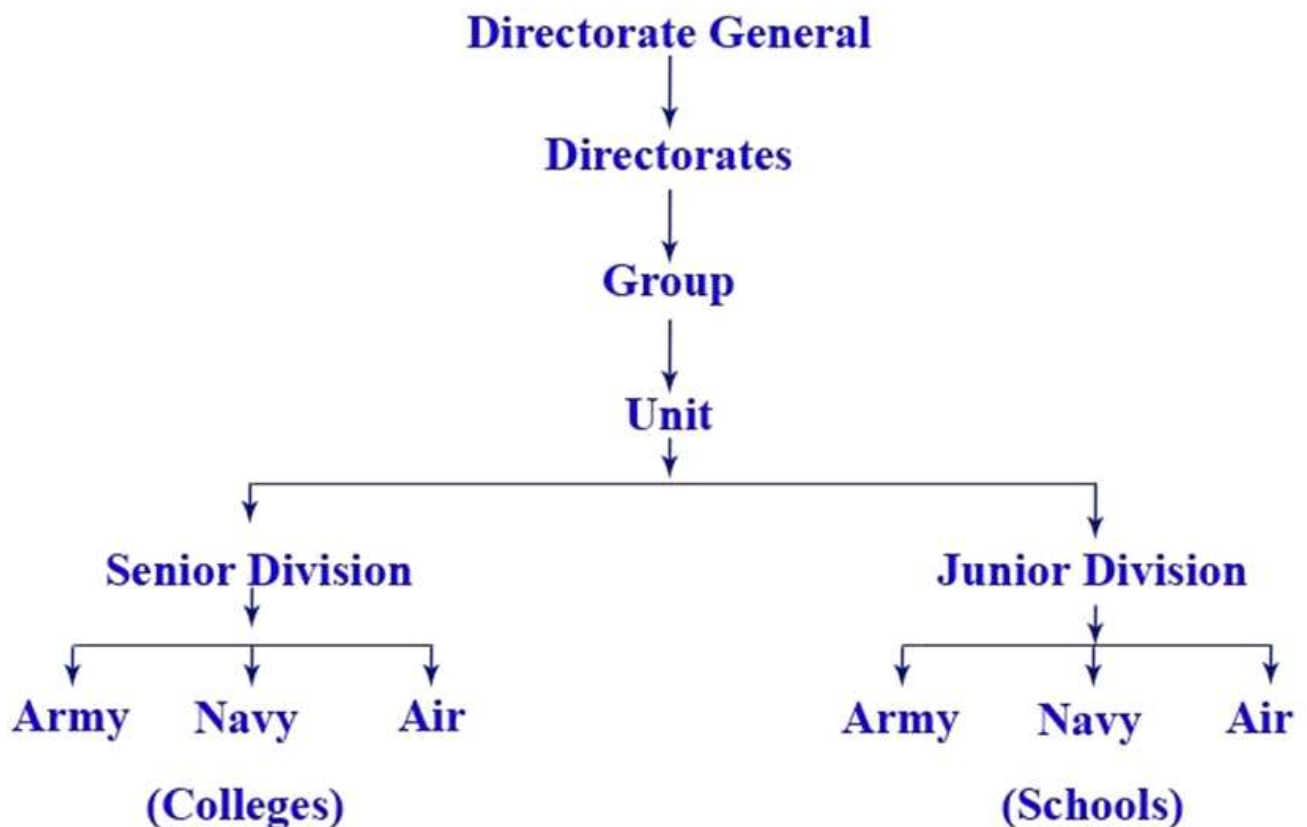 Directorate General
Directorates
Group
Unit
Senior Division
Junior Division
Army Navy Air
Army Navy Air
(Colleges)
(Schools)